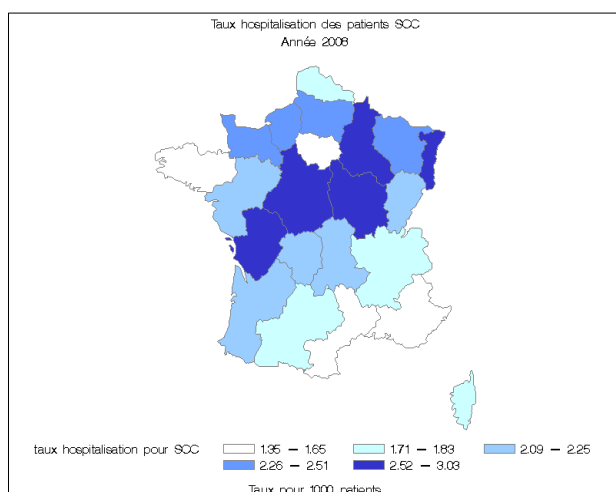 Taux hospitalisation des patients SCC
Année 2008
taux hospitalisation pour SCC 1.35 – 1.65 1.71 – 1.83 2.09 – 2.25
2.26 – 2.51 2.52 – 3.03
Taux pour 1000 patients